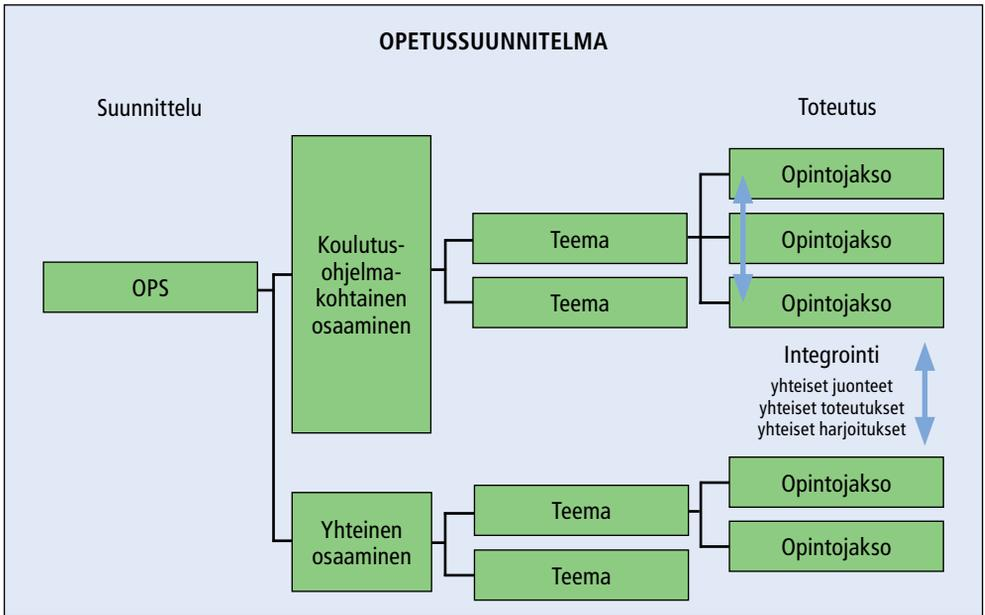 OPETUSSUUNNITELMA
Suunnittelu
Toteutus
OPS
Koulutus-
ohjelma-
kohtainen
osaaminen
Teema
Teema
Opintojakso
Opintojakso
Opintojakso
Integrointi
yhteiset juonteet
yhteiset toteutukset
yhteiset harjoitukset
Yhteinen
osaaminen
Teema
Teema
Opintojakso
Opintojakso